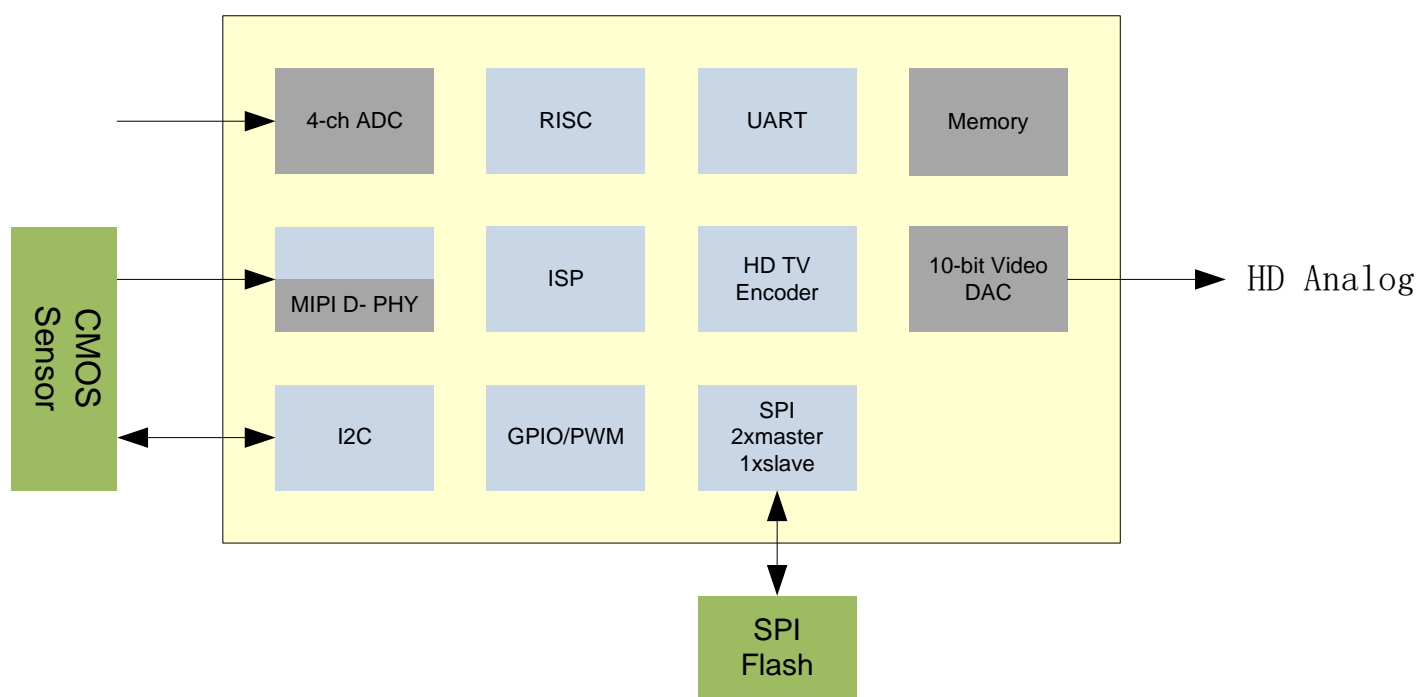 4-ch ADC
RISC
UART
Memory
CMOS
Sensor
MIPI D- PHY
ISP
HD TV
Encoder
10-bit Video
DAC
HD Analog
I2C
GPIO/PWM
SPI
2xmaster
1xslave
SPI
Flash